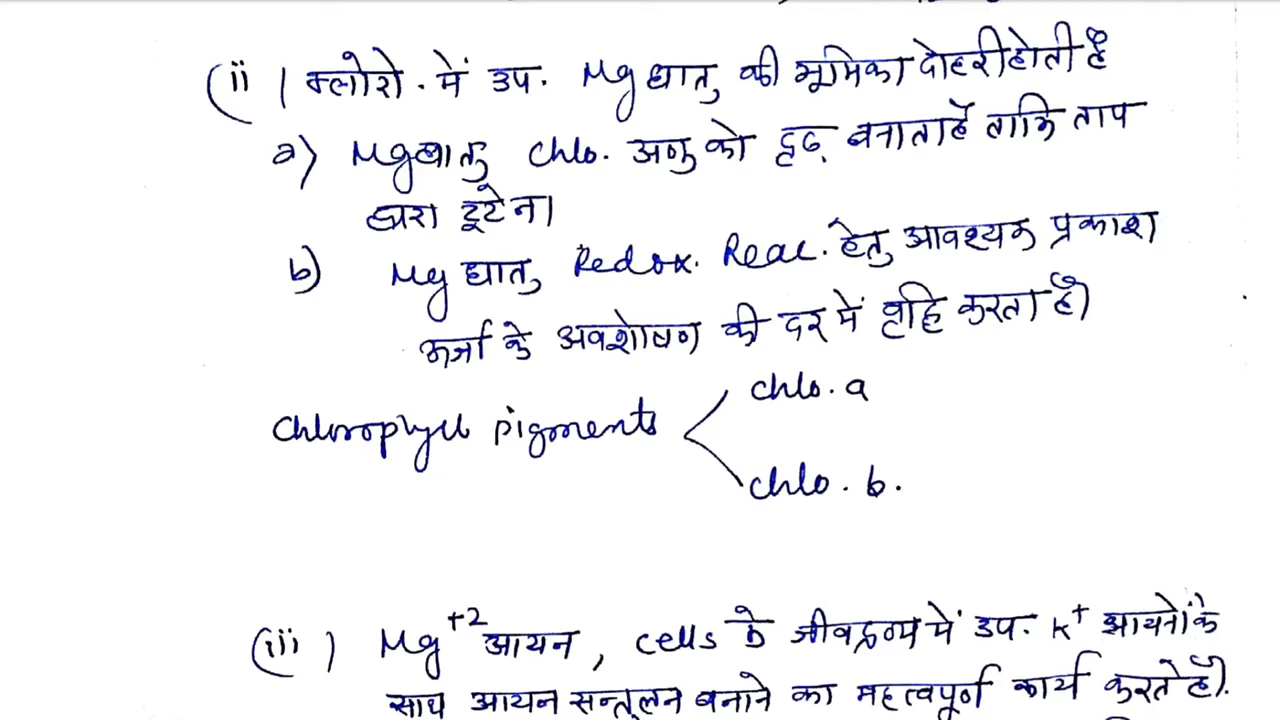 (ii) क्लोरो. में उप. Mg धातु की भूमिका दोहरी होती है
a) Mg धातु chlo. अणु को दृढ़ बनाता है ताकि ताप
द्वारा टूटे न।
b) Mg धातु Redox. Reac. हेतु आवश्यक प्रकाश
ऊर्जा के अवशोषण की दर में वृद्धि करता है।
chlorophyll pigments
chlo. a
chlo. b.
(iii) Mg+2 आयन, cells के जीवद्रव्य में उप. K+ आयनों के
साथ आयन सन्तुलन बनाने का महत्वपूर्ण कार्य करते हैं।